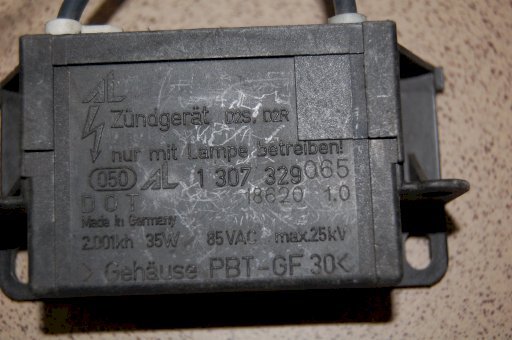 AL
Zündgerät D2S, D2R
nur mit Lampe betreiben!
050 AL 1 307 329 065
DOT 18620 1.0
Made in Germany
2.001kh 35W 85VAC max.25kV
> Gehäuse PBT-GF 30<